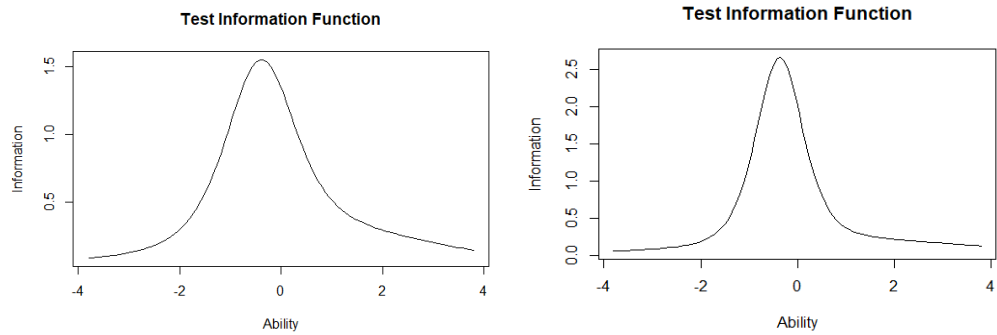 Test Information Function
Information
0.5 1.0 1.5
-4 -2 0 2 4
Ability
Test Information Function
Information
0.0 0.5 1.0 1.5 2.0 2.5
-4 -2 0 2 4
Ability